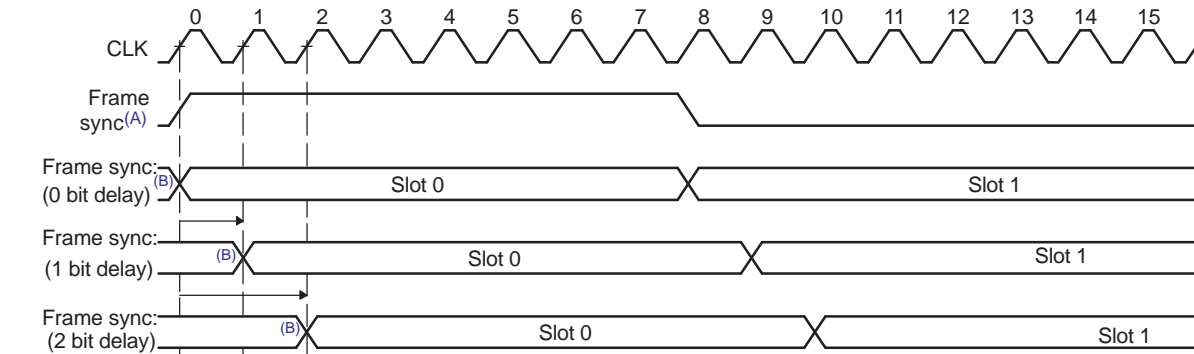 0 1 2 3 4 5 6 7 8 9 10 11 12 13 14 15
CLK
Frame
sync(A)
Frame sync:
(0 bit delay) (B) Slot 0 Slot 1
Frame sync:
(1 bit delay) (B) Slot 0 Slot 1
Frame sync:
(2 bit delay) (B) Slot 0 Slot 1